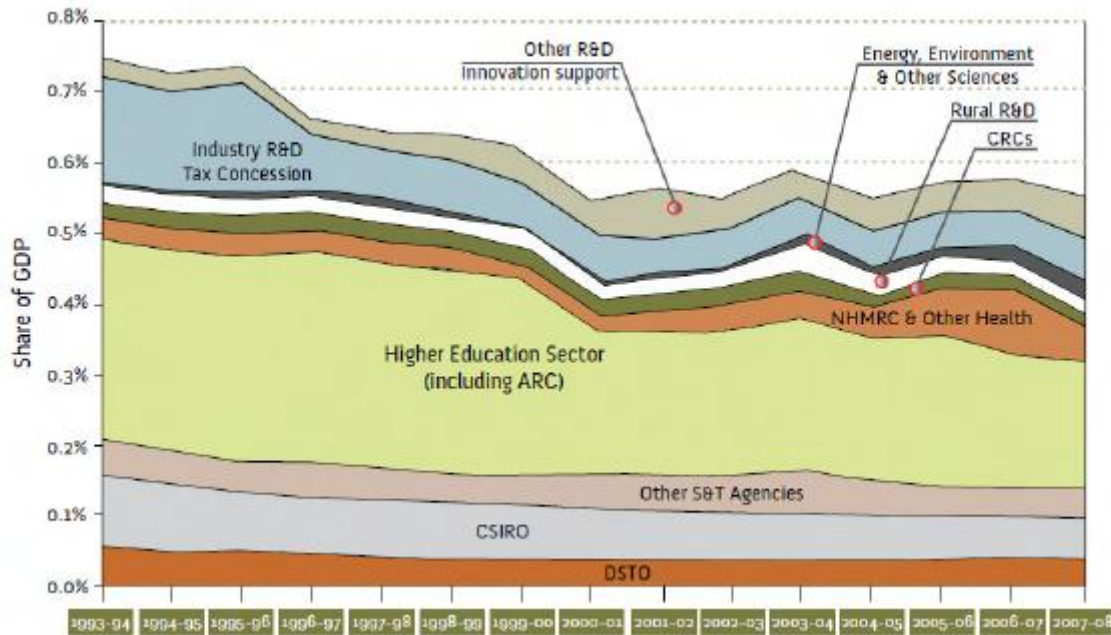 0.8%
Other R&D
Innovation support
Energy, Environment
& Other Sciences
0.7%
Rural R&D
CRCs
0.6%
Industry R&D
Tax Concession
0.5%
0.4%
NHMRC & Other Health
Share of GDP
Higher Education Sector
(including ARC)
0.3%
0.2%
Other S&T Agencies
0.1%
CSIRO
DSTO
0.0%
1993-94 1994-95 1995-96 1996-97 1997-98 1998-99 1999-00 2000-01 2001-02 2002-03 2003-04 2004-05 2005-06 2006-07 2007-08